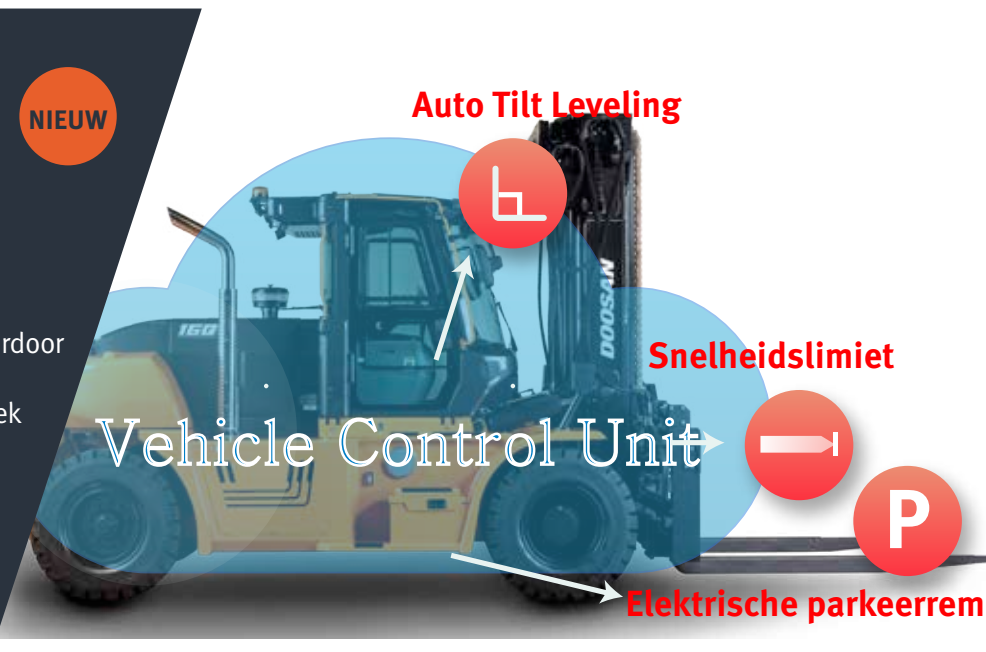 NIEUW
Auto Tilt Leveling
DOOSAN
160
rdoor
Snelheidslimiet
ek
Vehicle Control Unit
P
Elektrische parkeerrem